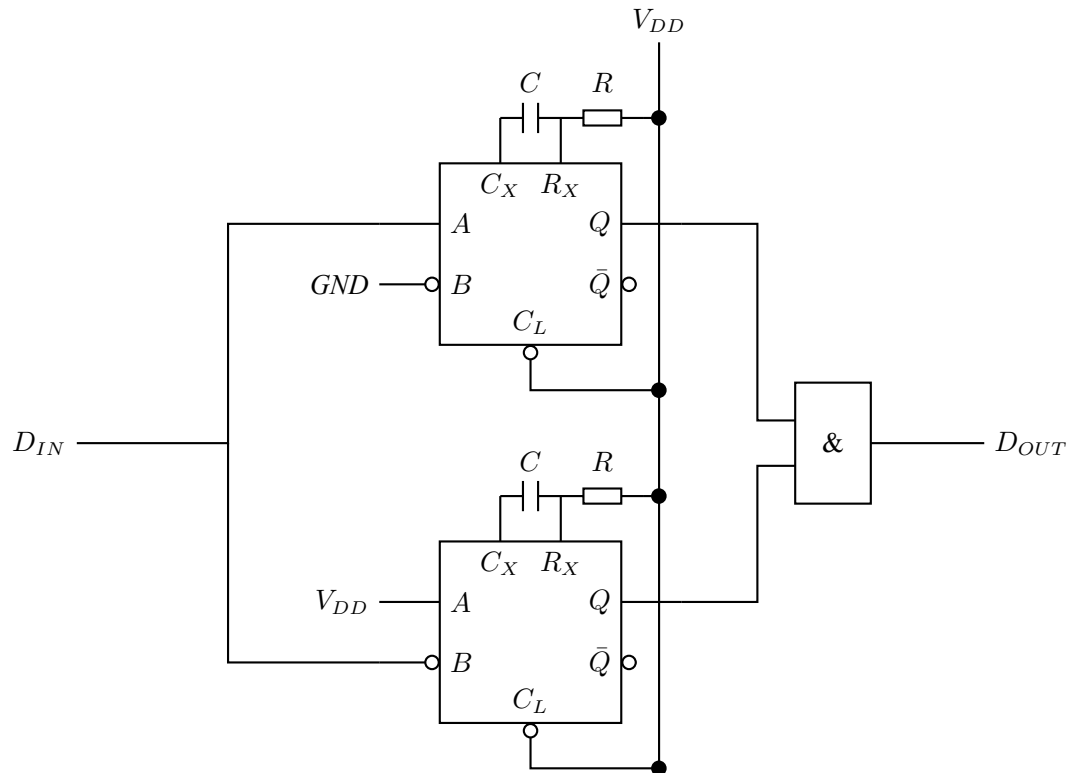 V_DD
C R
C_X R_X
A Q
GND B Q̄
C_L
D_IN & D_OUT
C R
C_X R_X
V_DD A Q
B Q̄
C_L